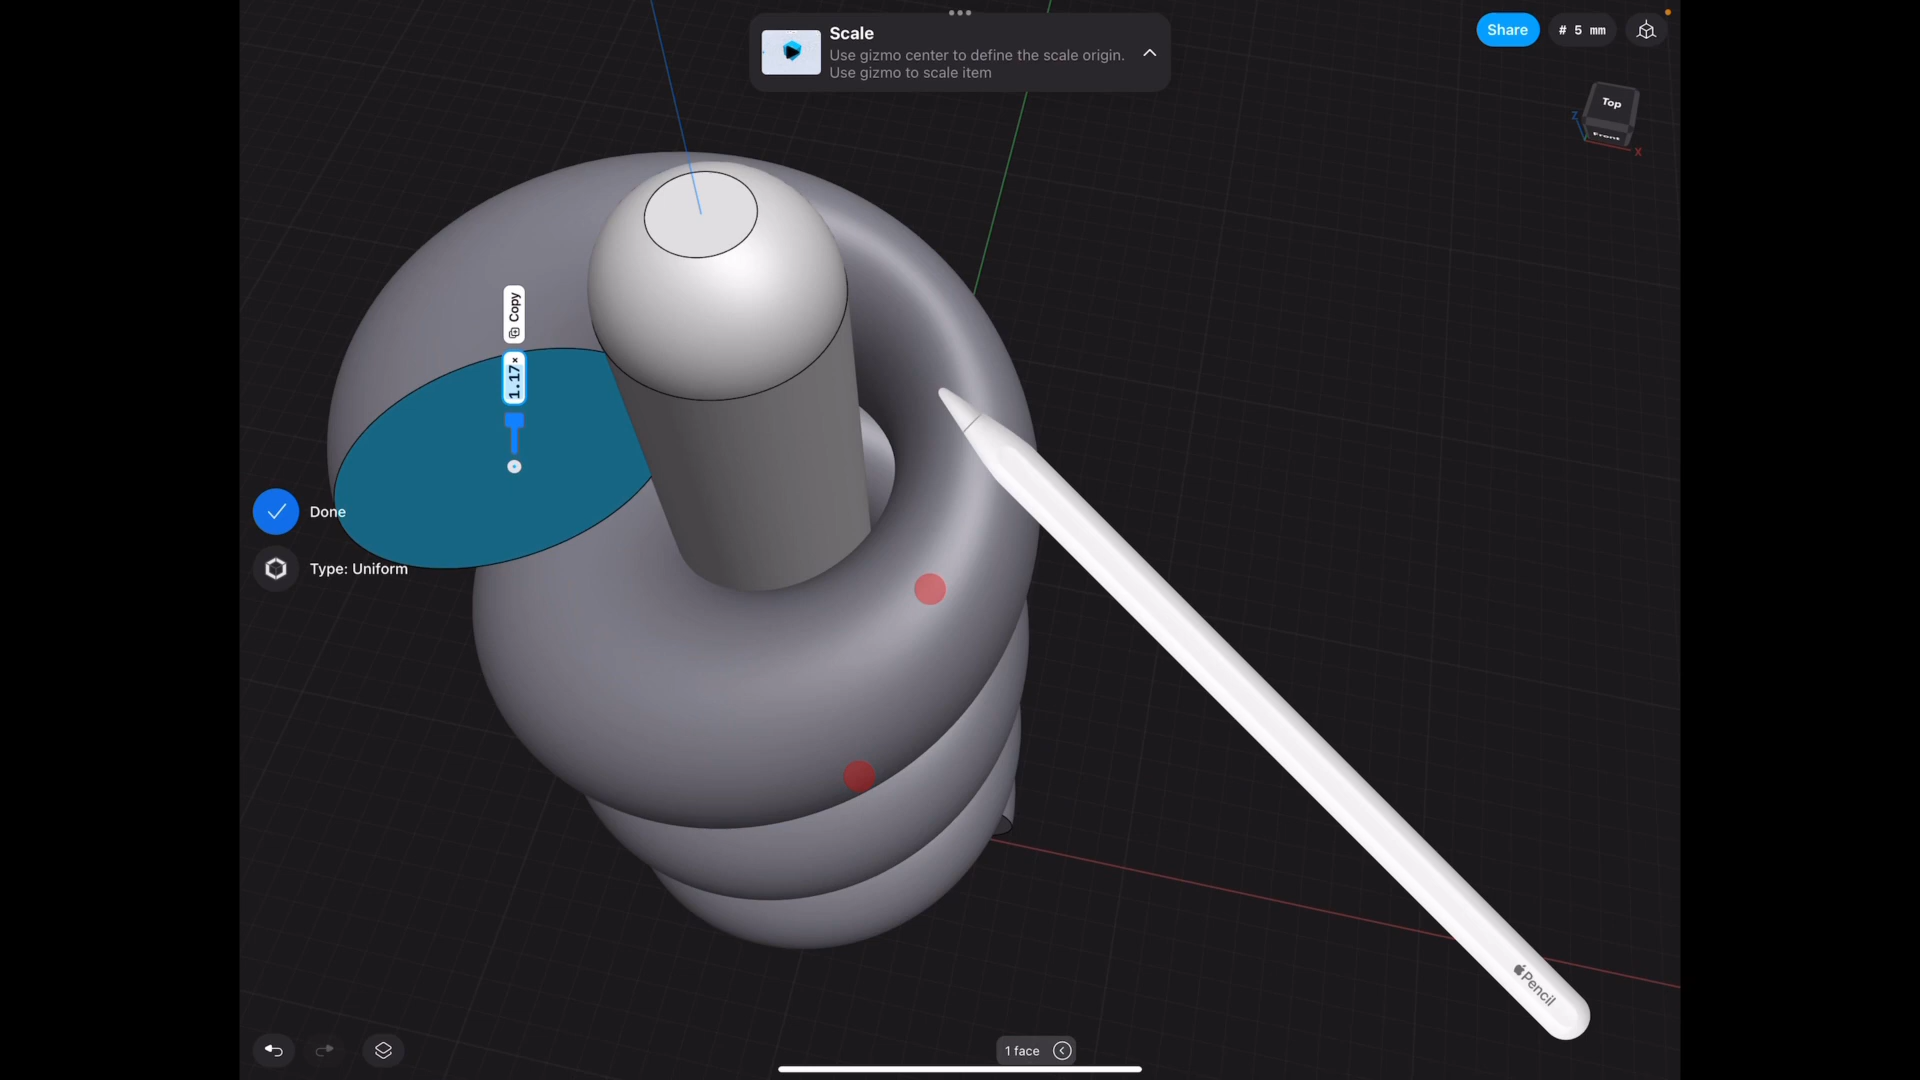 Scale
Use gizmo center to define the scale origin.
Use gizmo to scale item
Share
# 5 mm
Top
Front
Z
X
Copy
1.17×
Done
Type: Uniform
Pencil
1 face